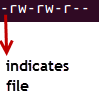 -rw-rw-r--
indicates
file